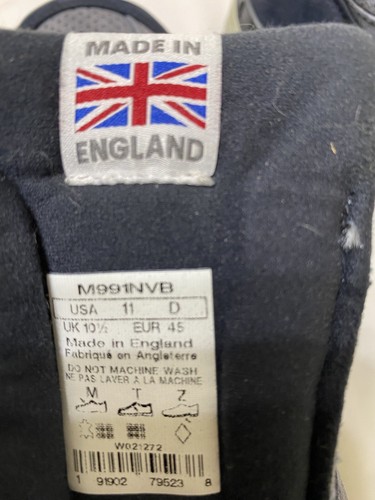 MADE IN
ENGLAND
M991NVB
USA 11 D
UK 10½ EUR 45
Made in England
Fabriqué en Angleterre
DO NOT MACHINE WASH
NE PAS LAVER A LA MACHINE
M T Z
W021272
1 91902 79523 8